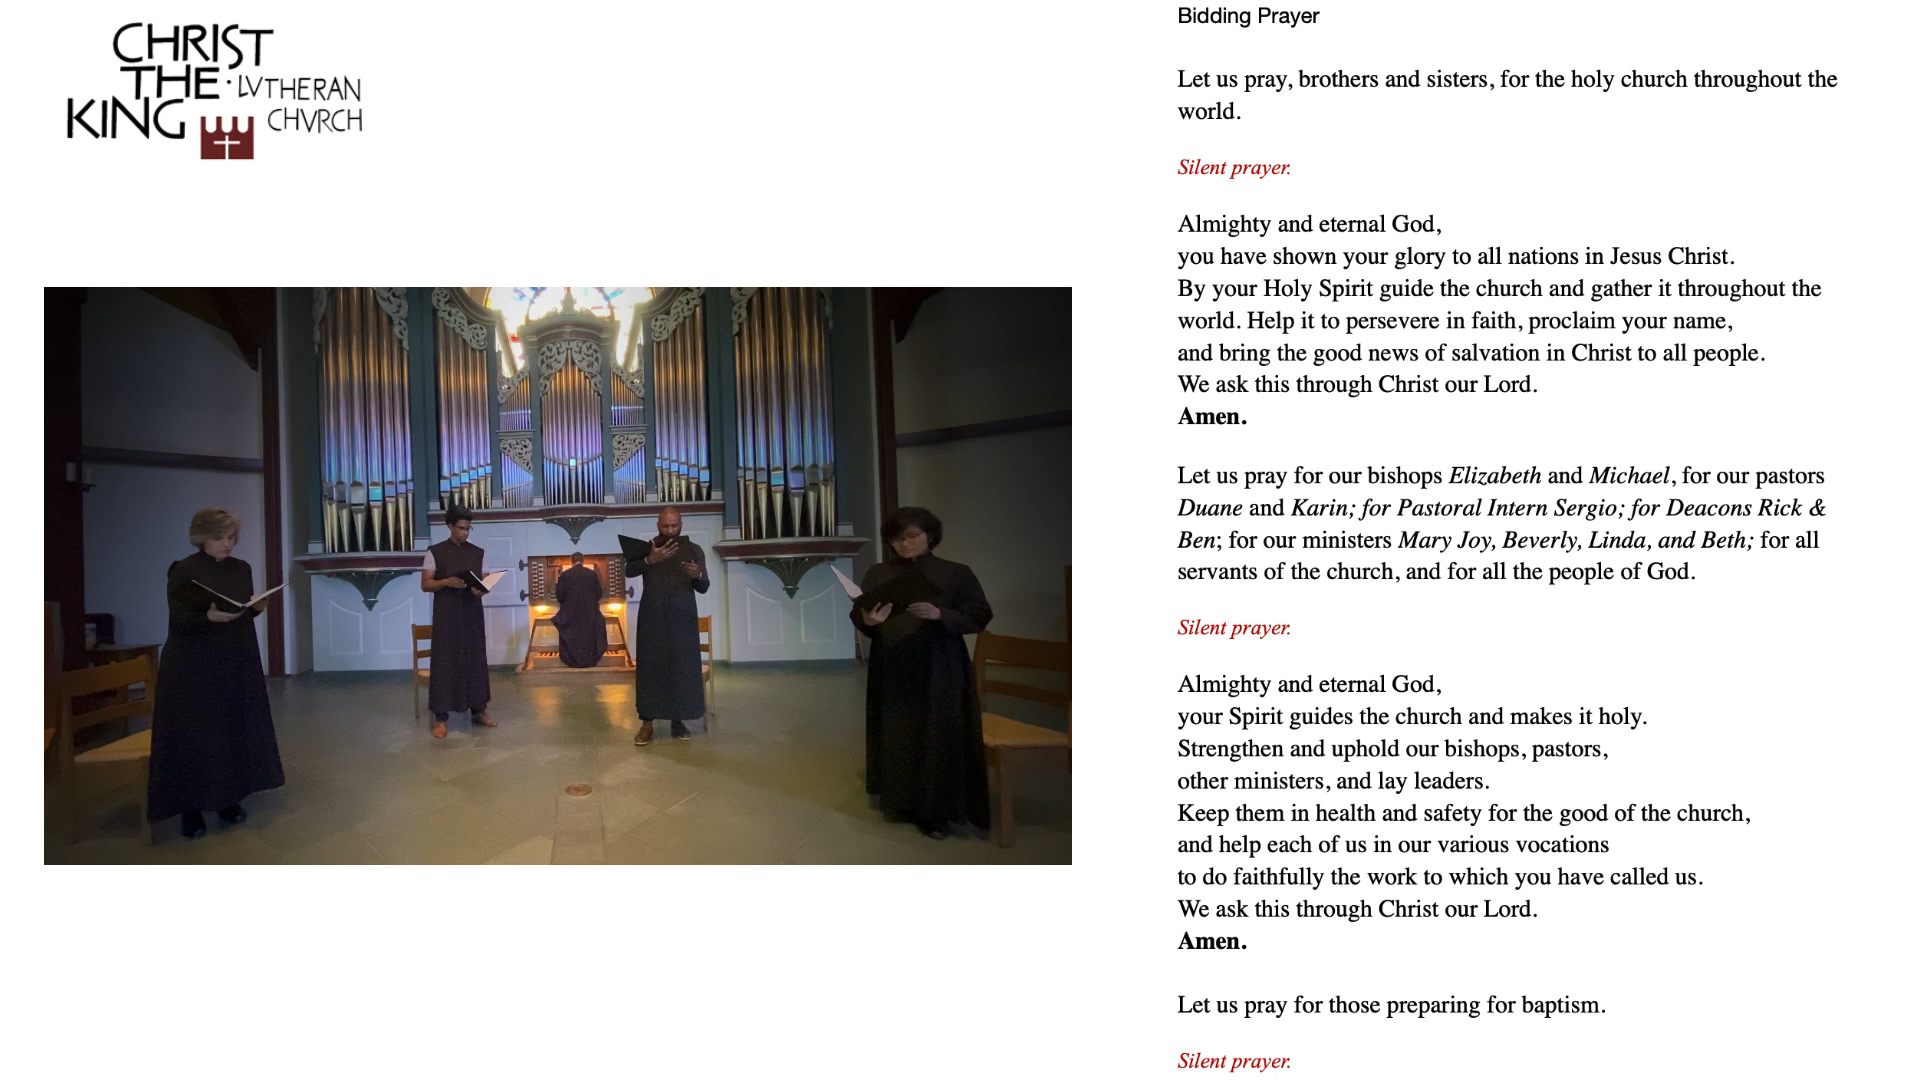 CHRIST
THE · LVTHERAN
KING CHVRCH
Bidding Prayer
Let us pray, brothers and sisters, for the holy church throughout the
world.
Silent prayer.
Almighty and eternal God,
you have shown your glory to all nations in Jesus Christ.
By your Holy Spirit guide the church and gather it throughout the
world. Help it to persevere in faith, proclaim your name,
and bring the good news of salvation in Christ to all people.
We ask this through Christ our Lord.
Amen.
Let us pray for our bishops Elizabeth and Michael, for our pastors
Duane and Karin; for Pastoral Intern Sergio; for Deacons Rick &
Ben; for our ministers Mary Joy, Beverly, Linda, and Beth; for all
servants of the church, and for all the people of God.
Silent prayer.
Almighty and eternal God,
your Spirit guides the church and makes it holy.
Strengthen and uphold our bishops, pastors,
other ministers, and lay leaders.
Keep them in health and safety for the good of the church,
and help each of us in our various vocations
to do faithfully the work to which you have called us.
We ask this through Christ our Lord.
Amen.
Let us pray for those preparing for baptism.
Silent prayer.